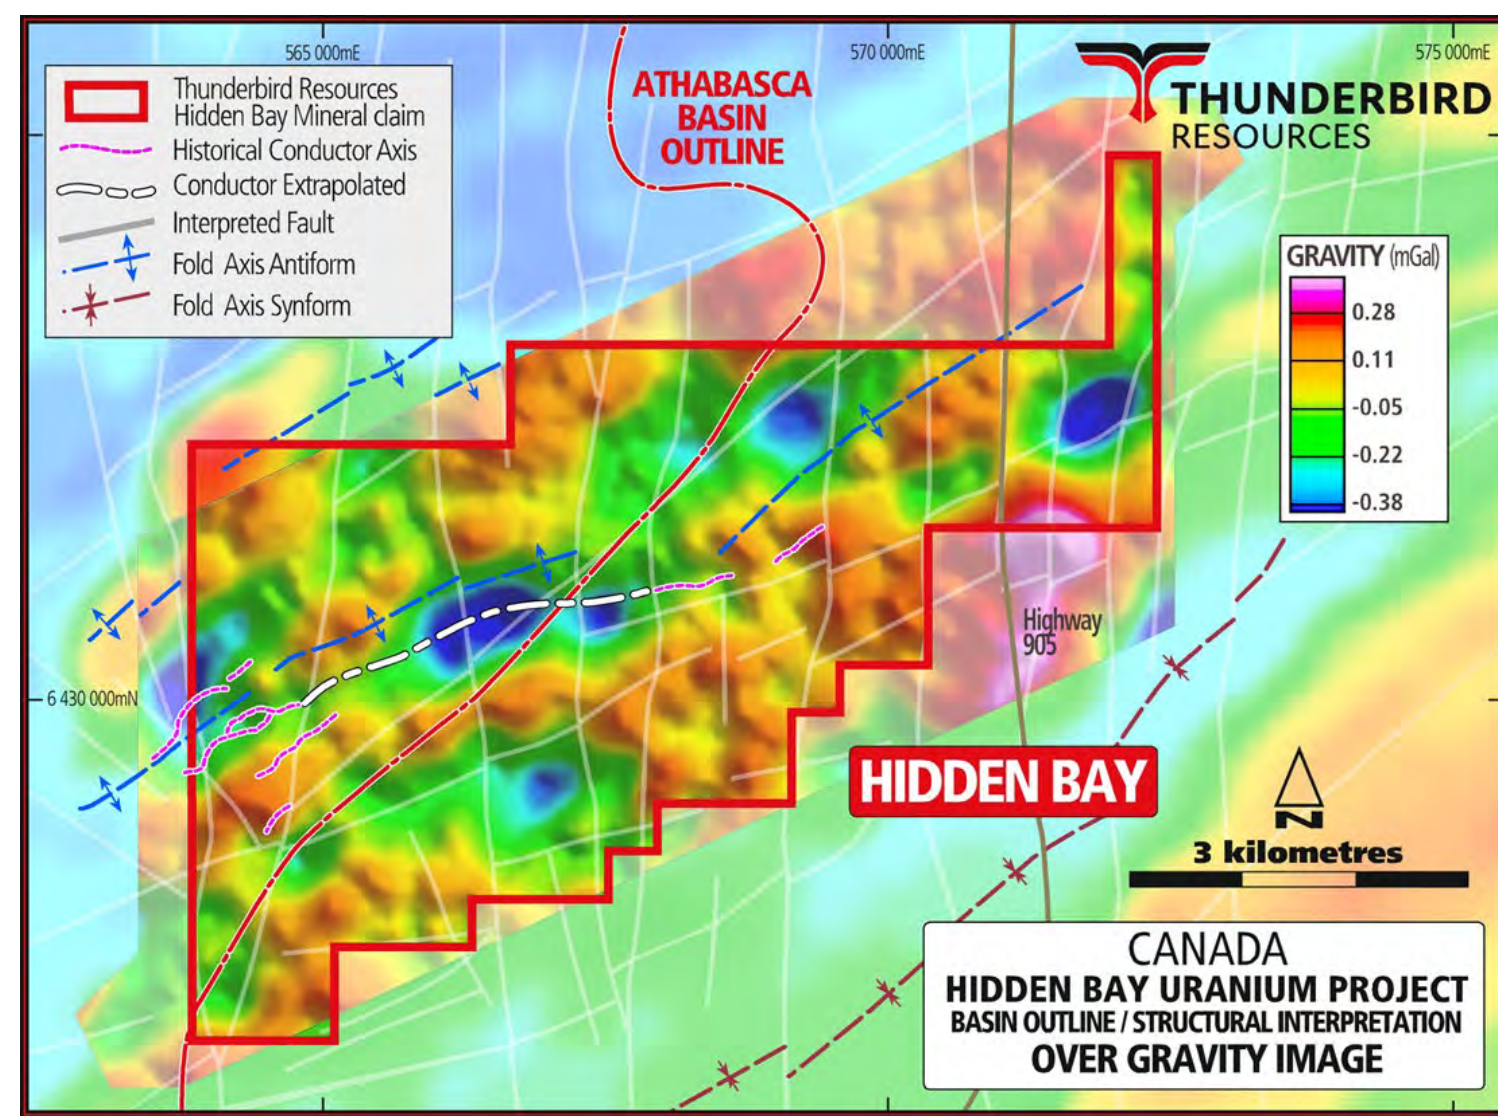 565 000mE
570 000mE
575 000mE
Thunderbird Resources
Hidden Bay Mineral claim
Historical Conductor Axis
Conductor Extrapolated
Interpreted Fault
Fold Axis Antiform
Fold Axis Synform
ATHABASCA
BASIN
OUTLINE
THUNDERBIRD
RESOURCES
GRAVITY (mGal)
0.28
0.11
-0.05
-0.22
-0.38
Highway
905
6 430 000mN
HIDDEN BAY
N
3 kilometres
CANADA
HIDDEN BAY URANIUM PROJECT
BASIN OUTLINE / STRUCTURAL INTERPRETATION
OVER GRAVITY IMAGE